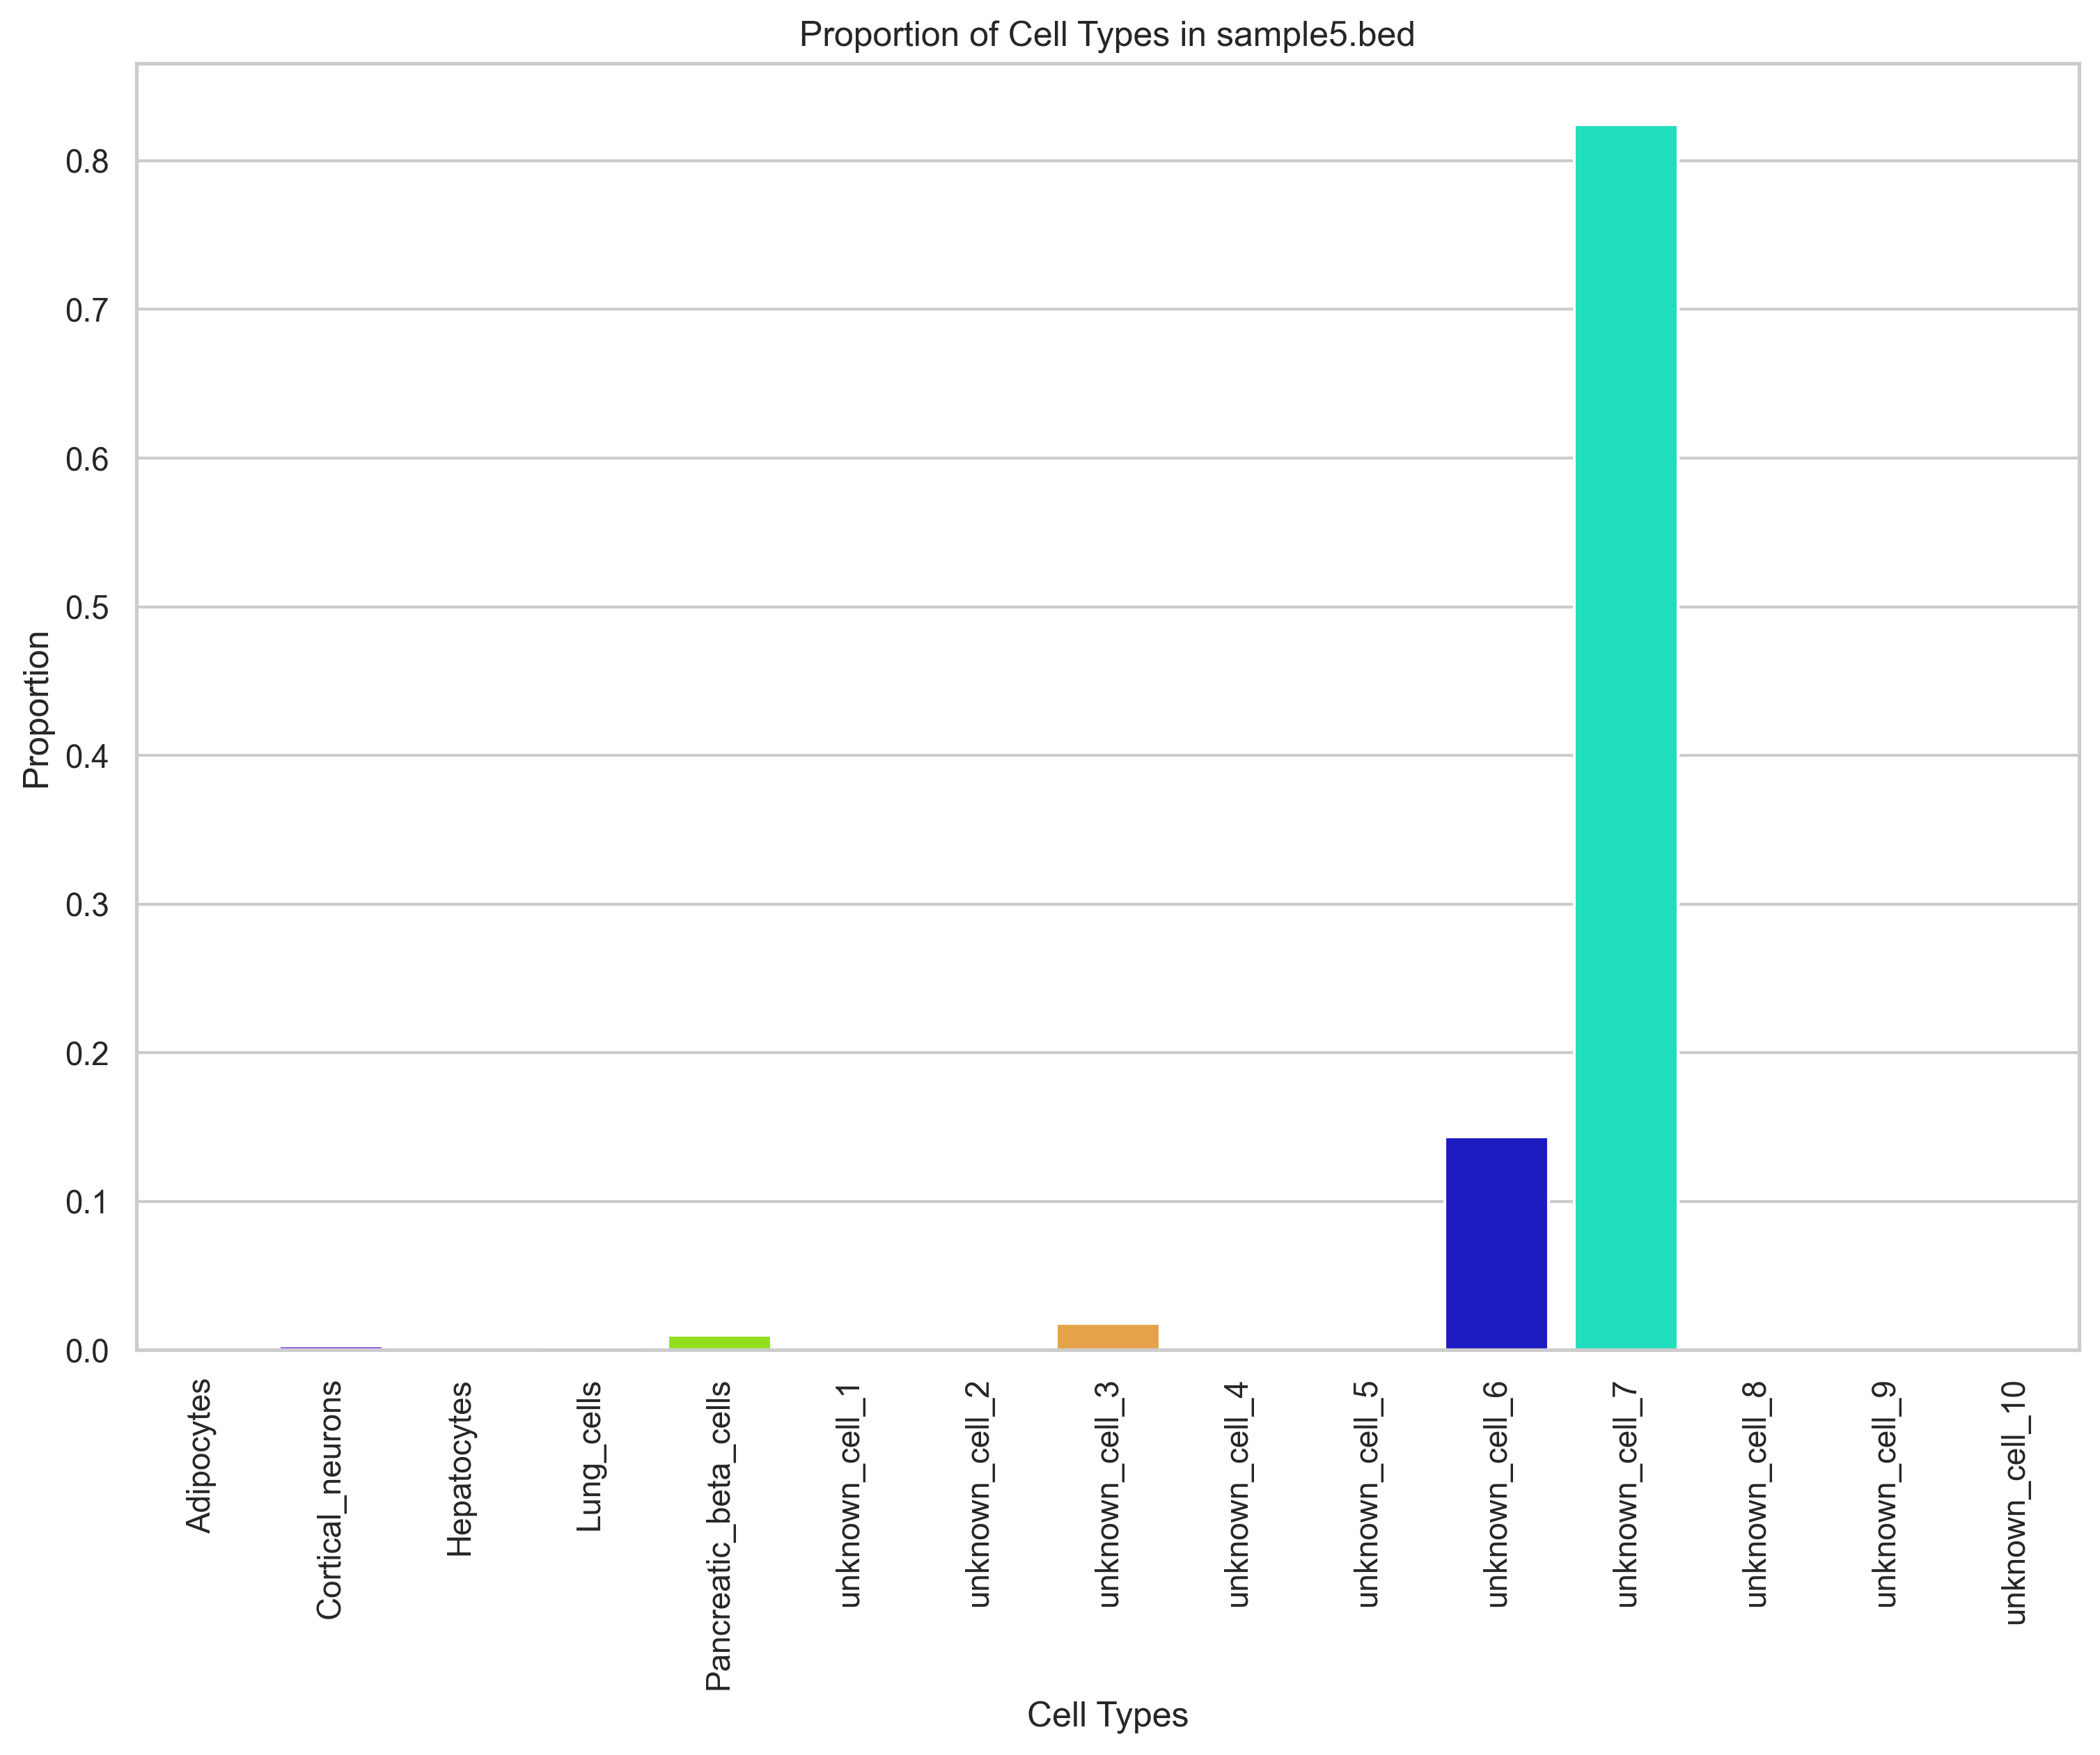 Proportion of Cell Types in sample5.bed
Proportion
0.8
0.7
0.6
0.5
0.4
0.3
0.2
0.1
0.0
Adipocytes
Cortical_neurons
Hepatocytes
Lung_cells
Pancreatic_beta_cells
unknown_cell_1
unknown_cell_2
unknown_cell_3
unknown_cell_4
unknown_cell_5
unknown_cell_6
unknown_cell_7
unknown_cell_8
unknown_cell_9
unknown_cell_10
Cell Types